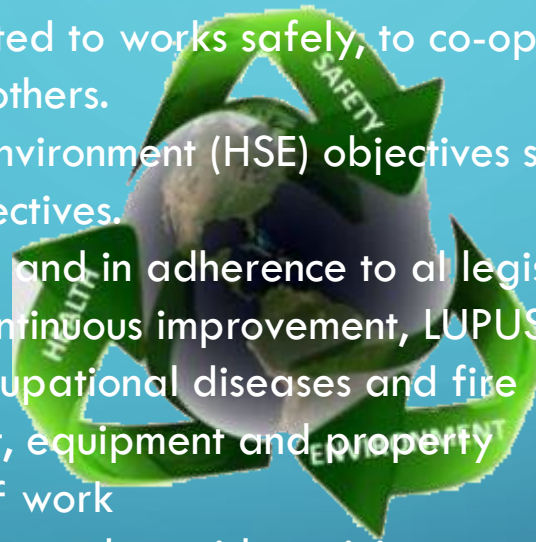 ted to works safely, to co-op
others.
nvironment (HSE) objectives s
ectives.
and in adherence to al legis
ntinuous improvement, LUPUS
upational diseases and fire
, equipment and property
f work
SAFETY
HEALTH
ENVIRONMENT